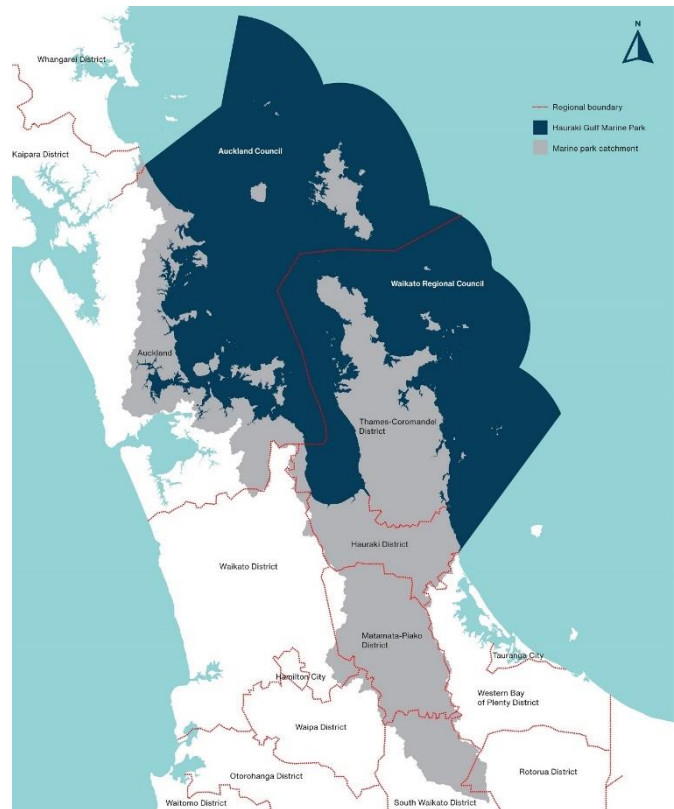 N
Whangarei District
Regional boundary
Hauraki Gulf Marine Park
Marine park catchment
Kaipara District
Auckland Council
Waikato Regional Council
Auckland
Thames-Coromandel
District
Hauraki District
Waikato District
Matamata-Piako
District
Tauranga City
Hamilton City
Western Bay
of Plenty District
Waipa District
Otorohanga District
Rotorua District
Waitomo District
South Waikato District